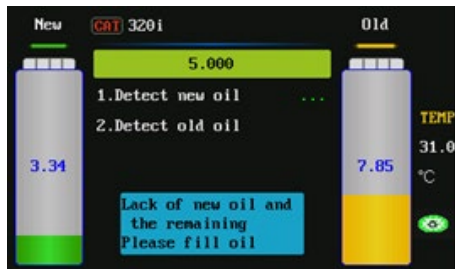 New CAT 320i Old
5.000
1.Detect new oil ...
2.Detect old oil
TEMP
31.0
3.34 7.85 °C
Lack of new oil and
the remaining
Please fill oil